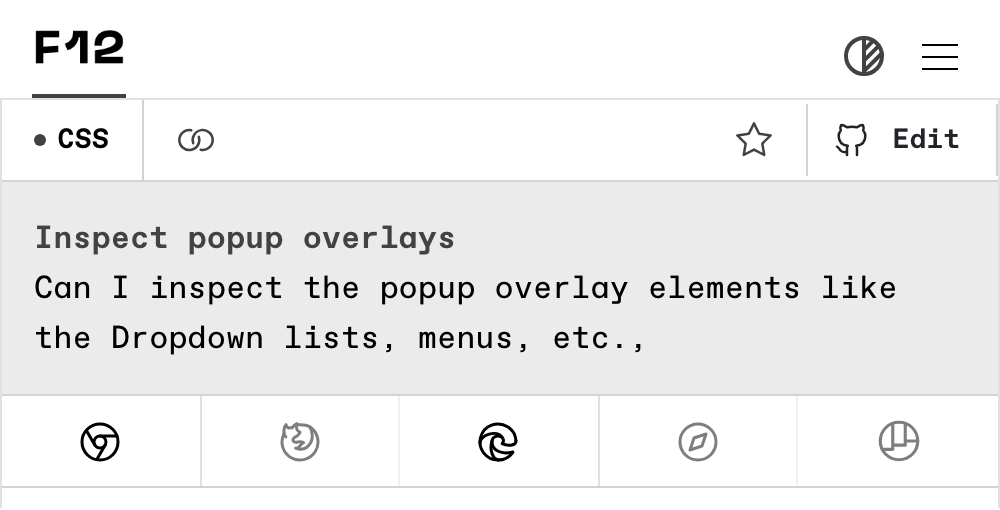 F12
CSS
Edit
Inspect popup overlays
Can I inspect the popup overlay elements like
the Dropdown lists, menus, etc.,